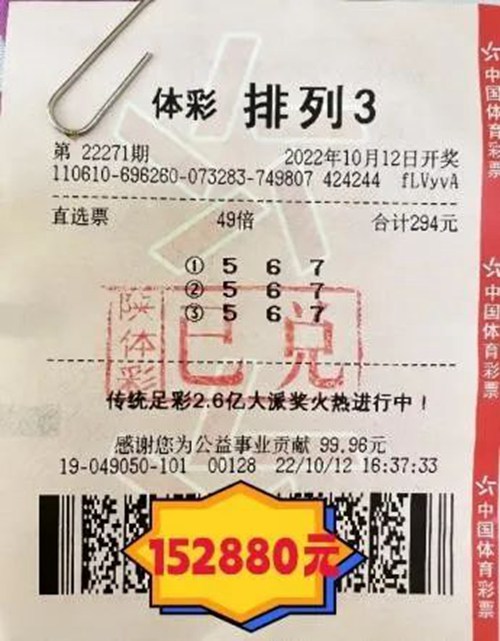 体彩 排列3
第 22271期 2022年10月12日开奖
110610-696260-073283-749807 424244 fLVyvA
直选票 49倍 合计294元
① 5 6 7
② 5 6 7
③ 5 6 7
陕体彩 已兑
传统足彩2.6亿大派奖火热进行中！
感谢您为公益事业贡献 99.96元
19-049050-101 00128 22/10/12 16:37:33
152880元
中国体育彩票
中国体育彩票
中国体育彩票